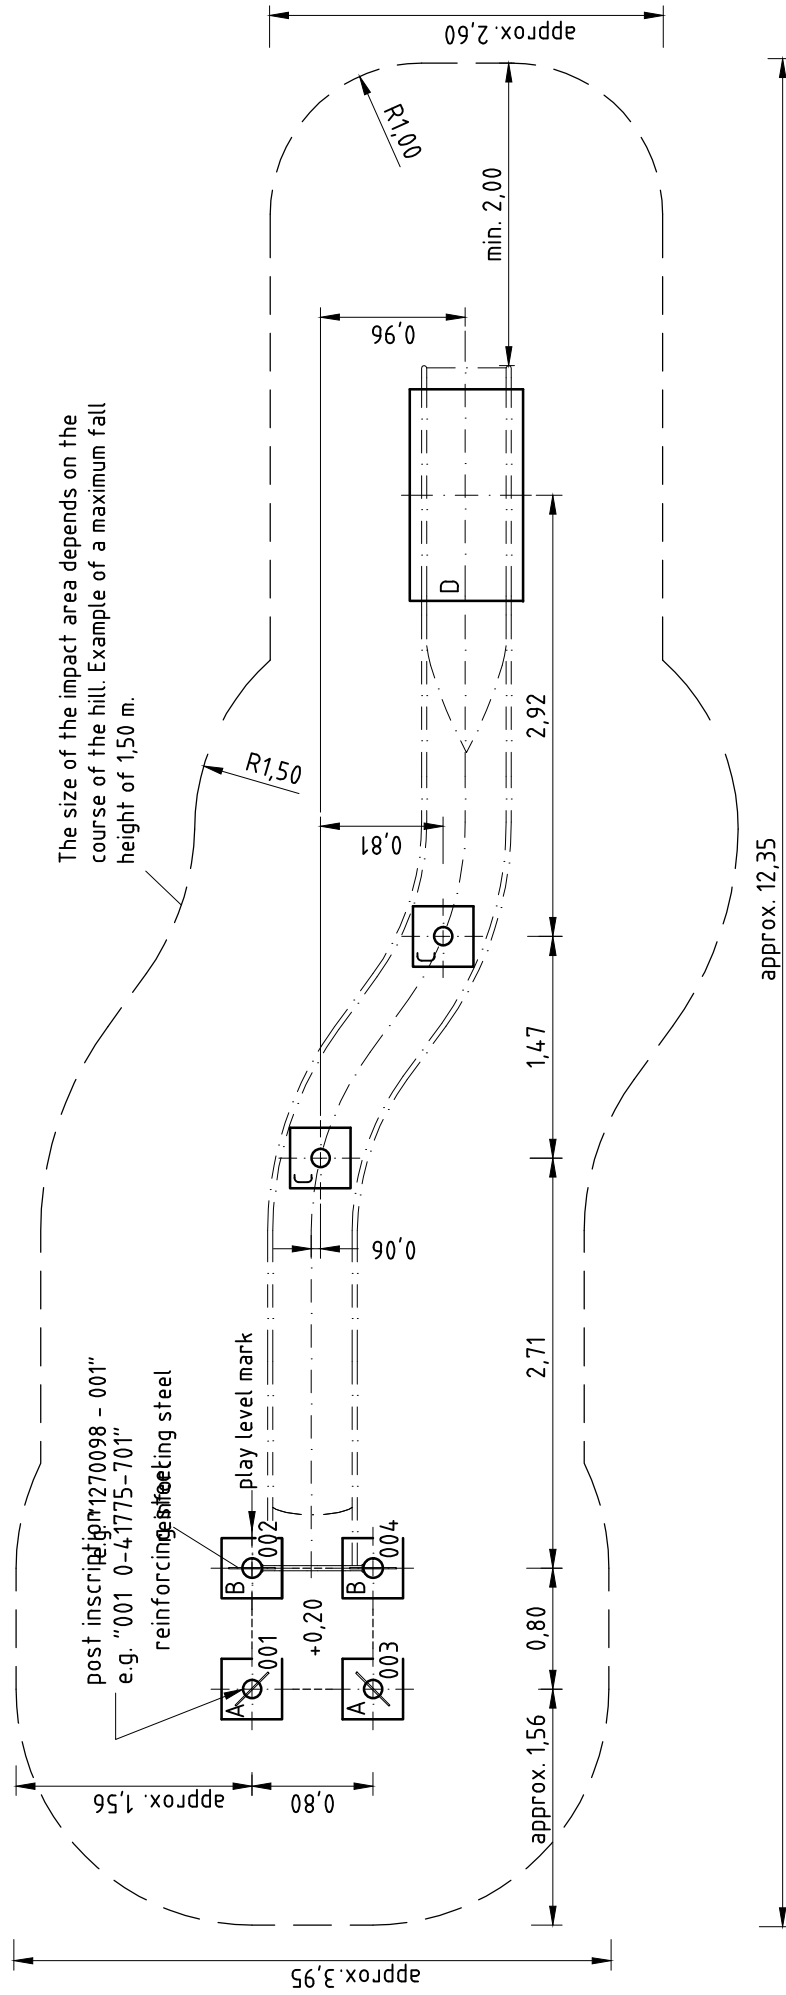 approx. 2,60
R1,00
min. 2,00
0,96
The size of the impact area depends on the
course of the hill. Example of a maximum fall
height of 1,50 m.
D
2,92
R1,50
0,81
approx. 12,35
C
1,47
C
0,06
2,71
play level mark
post inscription
e.g. "1270098 - 001"
e.g. "001 0-41775-701"
reinforcing steel
reinforcing steel
B
002
B
004
+0,20
0,80
A
001
A
003
approx. 1,56
0,80
approx. 1,56
approx. 3,95